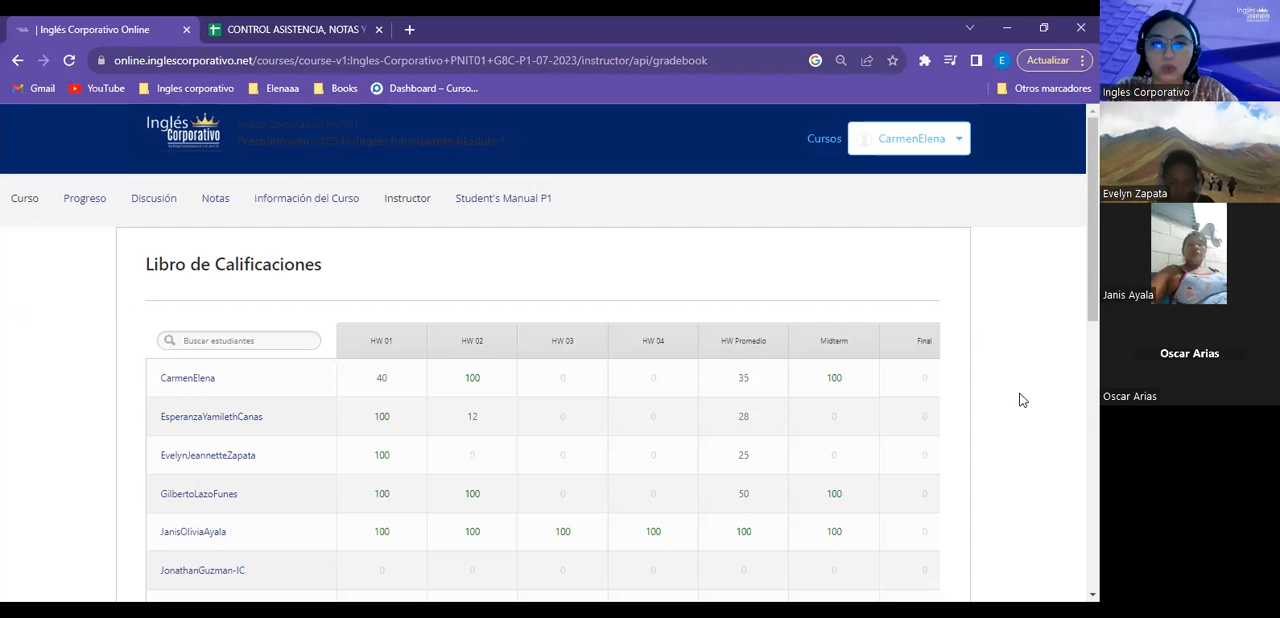 | Inglés Corporativo Online
CONTROL ASISTENCIA, NOTAS Y
online.inglescorporativo.net/courses/course-v1:Ingles-Corporativo+PNIT01+G8C-P1-07-2023/instructor/api/gradebook
E
Actualizar
Gmail
YouTube
Ingles corporativo
Elenaaa
Books
Dashboard – Curso...
Otros marcadores
Inglés
Corporativo
Cursos
CarmenElena
Curso
Progreso
Discusión
Notas
Información del Curso
Instructor
Student's Manual P1
Libro de Calificaciones
Buscar estudiantes
HW 01 HW 02 HW 03 HW 04 HW Promedio Midterm Final
CarmenElena 40 100 0 0 35 100 0
EsperanzaYamilethCanas 100 12 0 0 28 0 0
EvelynJeannetteZapata 100 0 0 0 25 0 0
GilbertoLazoFunes 100 100 0 0 50 100 0
JanisOliviaAyala 100 100 100 100 100 100 0
JonathanGuzman-IC 0 0 0 0 0 0 0
Ingles Corporativo
Evelyn Zapata
Janis Ayala
Oscar Arias
Oscar Arias